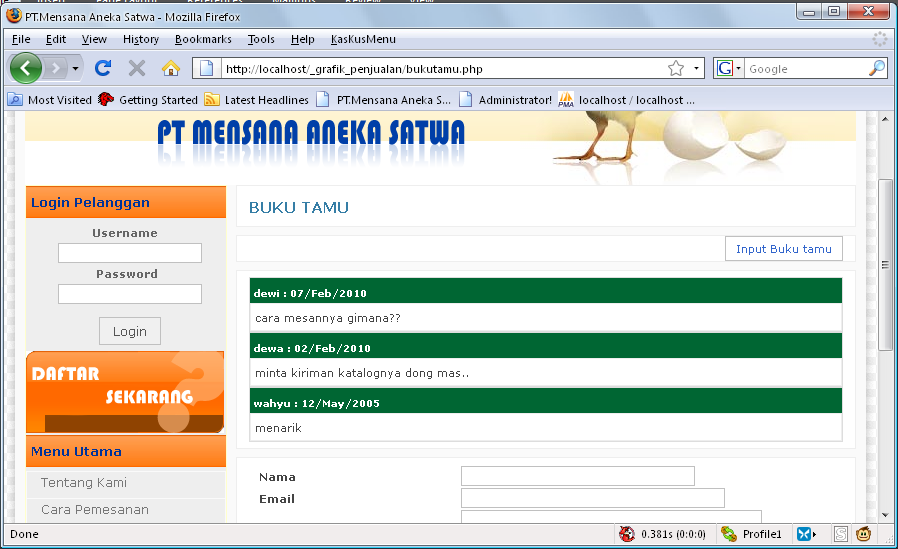 PT.Mensana Aneka Satwa - Mozilla Firefox
File Edit View History Bookmarks Tools Help KasKusMenu
http://localhost/_grafik_penjualan/bukutamu.php
G Google
Most Visited Getting Started Latest Headlines PT.Mensana Aneka S... Administrator! PMA localhost / localhost ...
PT MENSANA ANEKA SATWA
Login Pelanggan
Username
Password
Login
DAFTAR
SEKARANG
?
Menu Utama
Tentang Kami
Cara Pemesanan
BUKU TAMU
Input Buku tamu
dewi : 07/Feb/2010
cara mesannya gimana??
dewa : 02/Feb/2010
minta kiriman katalognya dong mas..
wahyu : 12/May/2005
menarik
Nama
Email
Done
0.381s (0:0:0) Profile1 S